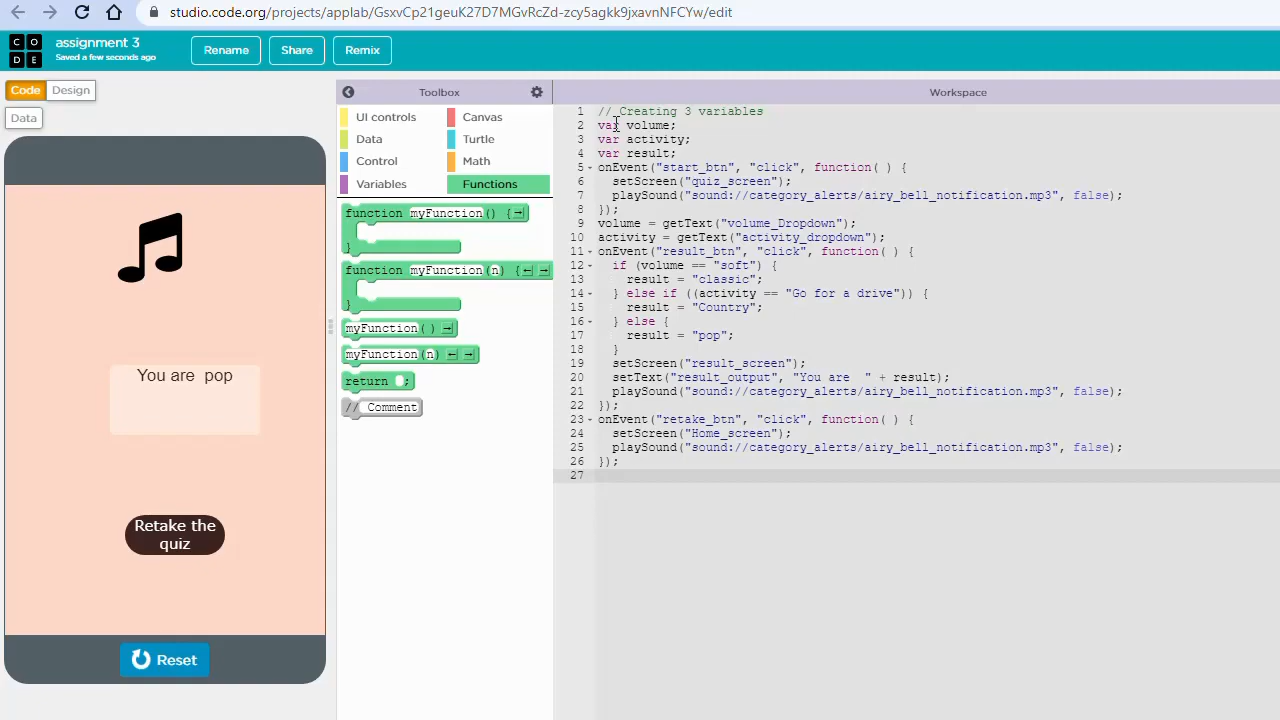 studio.code.org/projects/applab/GsxvCp21geuK27D7MGvRcZd-zcy5agkk9jxavnNFCYw/edit
CO
DE
assignment 3
Saved a few seconds ago
Rename
Share
Remix
Code
Design
Data
Toolbox
Workspace
UI controls
Canvas
Data
Turtle
Control
Math
Variables
Functions
function myFunction() {
}
function myFunction(n) {
}
myFunction()
myFunction(n)
return ;
// Comment
You are  pop
Retake the
quiz
Reset
1 // Creating 3 variables
2 var volume;
3 var activity;
4 var result;
5 onEvent("start_btn", "click", function( ) {
6   setScreen("quiz_screen");
7   playSound("sound://category_alerts/airy_bell_notification.mp3", false);
8 });
9 volume = getText("volume_Dropdown");
10 activity = getText("activity_dropdown");
11 onEvent("result_btn", "click", function( ) {
12   if (volume == "soft") {
13     result = "classic";
14   } else if ((activity == "Go for a drive")) {
15     result = "Country";
16   } else {
17     result = "pop";
18   }
19   setScreen("result_screen");
20   setText("result_output", "You are  " + result);
21   playSound("sound://category_alerts/airy_bell_notification.mp3", false);
22 });
23 onEvent("retake_btn", "click", function( ) {
24   setScreen("Home_screen");
25   playSound("sound://category_alerts/airy_bell_notification.mp3", false);
26 });
27